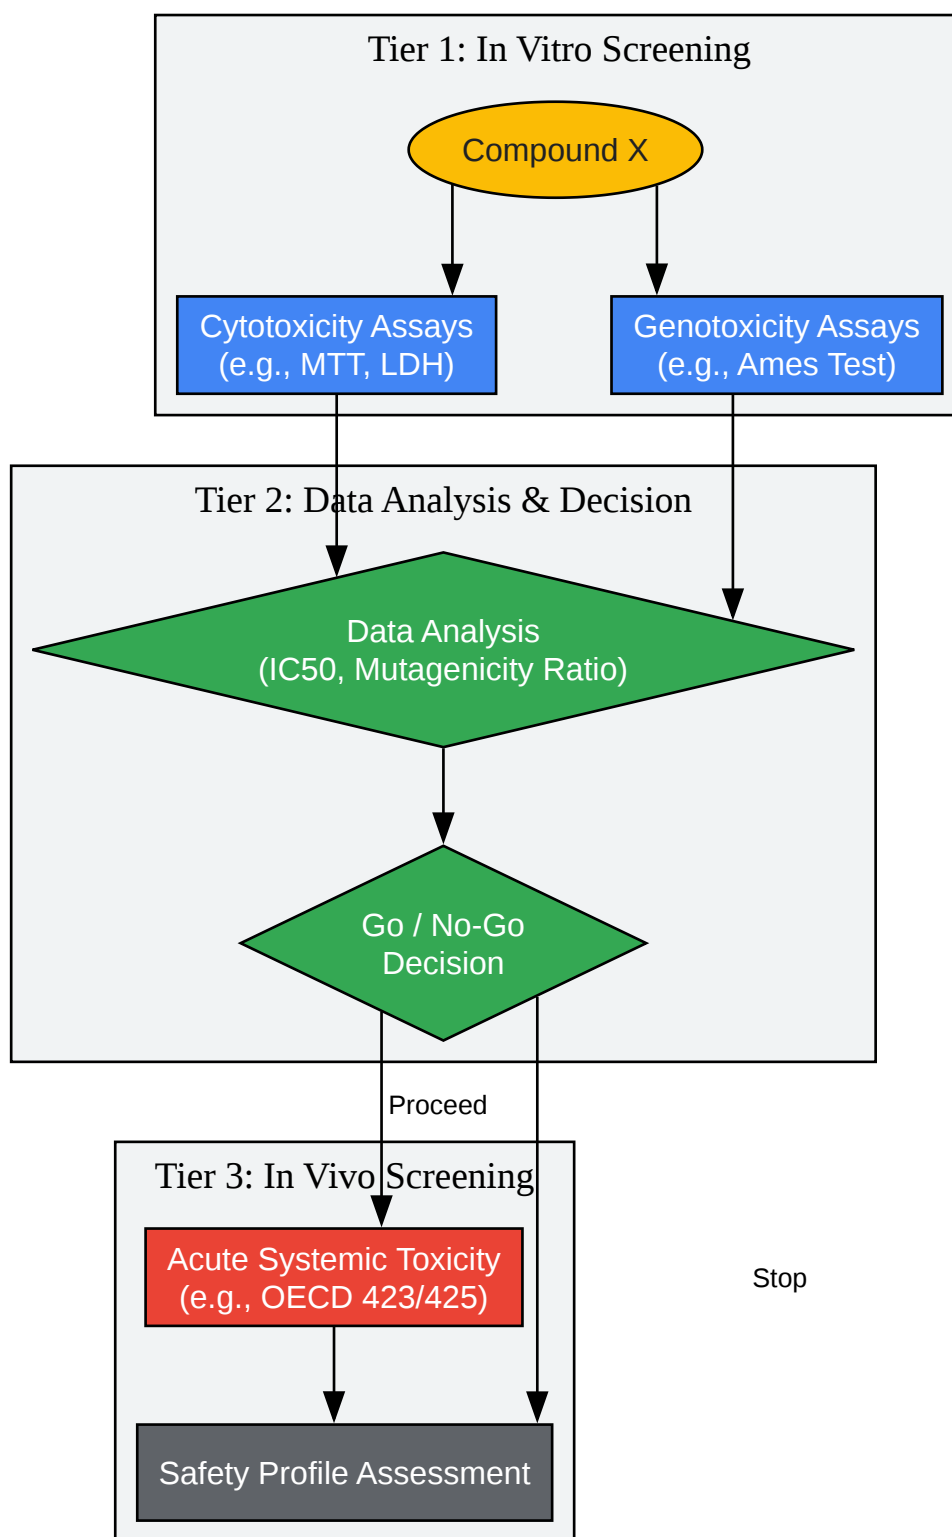 Tier 1: In Vitro Screening
Compound X
Cytotoxicity Assays
(e.g., MTT, LDH)
Genotoxicity Assays
(e.g., Ames Test)
Tier 2: Data Analysis & Decision
Data Analysis
(IC50, Mutagenicity Ratio)
Go / No-Go
Decision
Proceed
Tier 3: In Vivo Screening
Acute Systemic Toxicity
(e.g., OECD 423/425)
Stop
Safety Profile Assessment